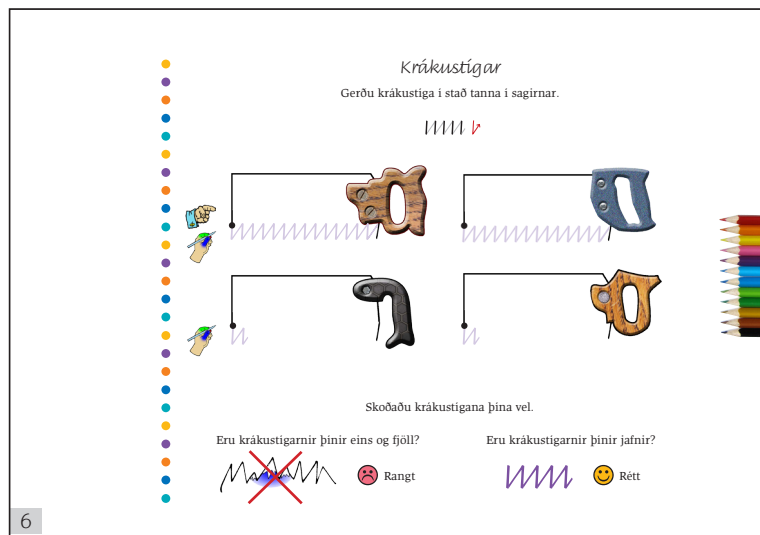 Krákustígar
Gerðu krákustíga í stað tanna í sagirnar.
Skoðaðu krákustígana þína vel.
Eru krákustígarnir þínir eins og fjöll?
Eru krákustígarnir þínir jafnir?
Rangt
Rétt
6